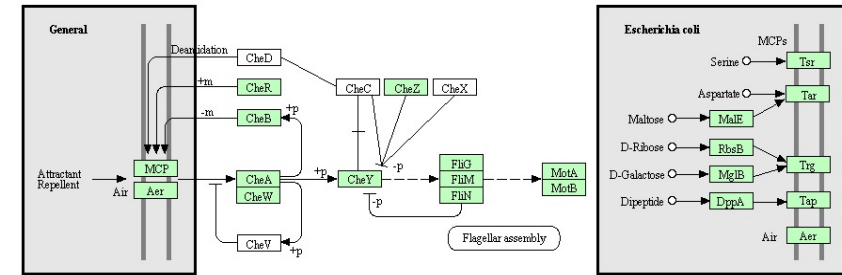 General
Deamidation
CheD
+m
CheR
-m
CheB
+p
CheC
CheZ
CheX
-p
Attractant
Repellent
MCP
Air
Aer
CheA
CheW
+p
CheY
-p
FliG
FliM
FliN
MotA
MotB
CheV
+p
Flagellar assembly
Escherichia coli
MCPs
Serine
Tsr
Aspartate
Tar
Maltose
MalE
D-Ribose
RbsB
Trg
D-Galactose
MglB
Dipeptide
DppA
Tap
Air
Aer